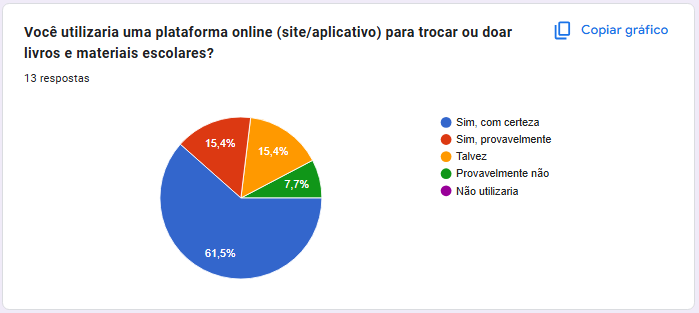 Você utilizaria uma plataforma online (site/aplicativo) para trocar ou doar
livros e materiais escolares?
Copiar gráfico
13 respostas
15,4%
15,4%
7,7%
61,5%
Sim, com certeza
Sim, provavelmente
Talvez
Provavelmente não
Não utilizaria